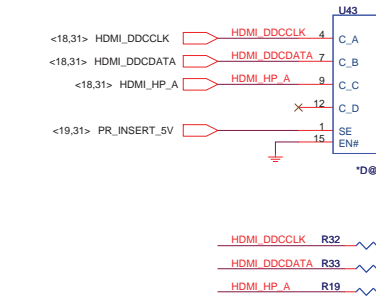 U43
<18,31> HDMI_DDCCLK HDMI_DDCCLK 4 C_A
<18,31> HDMI_DDCDATA HDMI_DDCDATA 7 C_B
<18,31> HDMI_HP_A HDMI_HP_A 9 C_C
12 C_D
<19,31> PR_INSERT_5V 1 SE
15 EN#
*D@
HDMI_DDCCLK R32
HDMI_DDCDATA R33
HDMI_HP_A R19